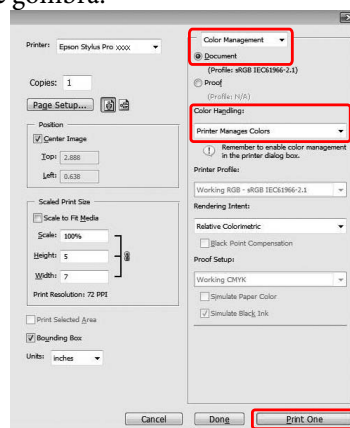 e gombra.
Printer: Epson Stylus Pro xxxx
Copies: 1
Page Setup...
Position
Center Image
Top: 2.888
Left: 0.638
Scaled Print Size
Scale to Fit Media
Scale: 100%
Height: 5
Width: 7
Print Resolution: 72 PPI
Print Selected Area
Bounding Box
Units: inches
Color Management
Document
(Profile: sRGB IEC61966-2.1)
Proof
(Profile: N/A)
Color Handling:
Printer Manages Colors
Remember to enable color management
in the printer dialog box.
Printer Profile:
Working RGB - sRGB IEC61966-2.1
Rendering Intent:
Relative Colorimetric
Black Point Compensation
Proof Setup:
Working CMYK
Simulate Paper Color
Simulate Black Ink
Cancel
Done
Print One